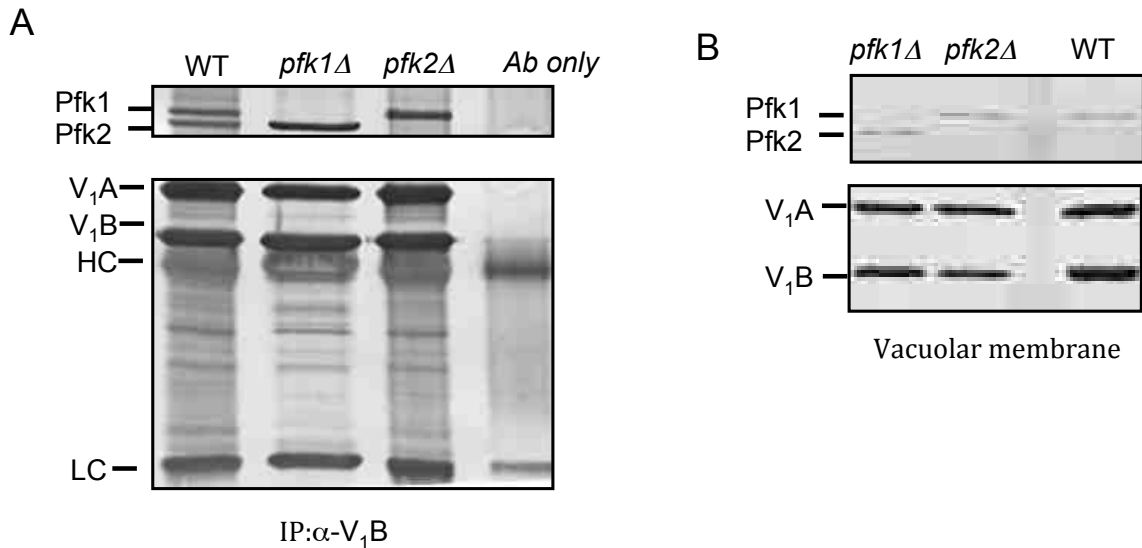 A
WT pfk1Δ pfk2Δ Ab only
Pfk1
Pfk2
V₁A
V₁B
HC
LC
IP:α-V₁B
B
pfk1Δ pfk2Δ WT
Pfk1
Pfk2
V₁A
V₁B
Vacuolar membrane